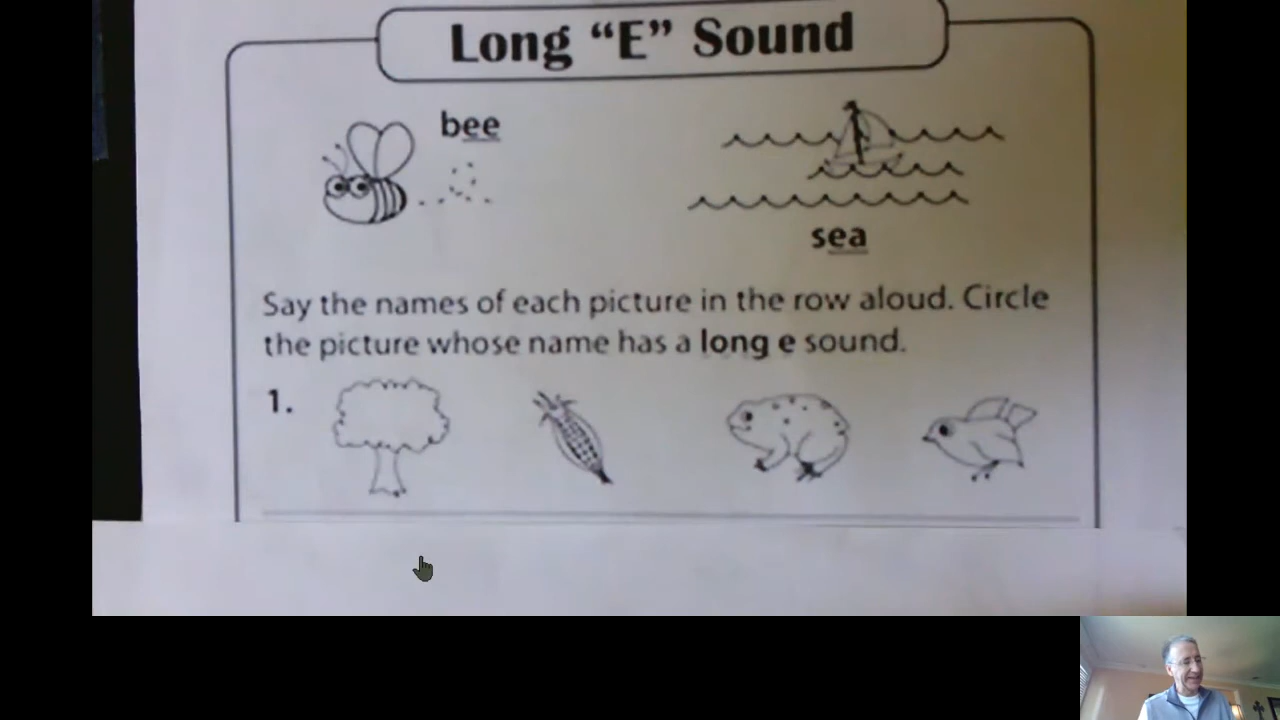 Long “E” Sound
bee
sea
Say the names of each picture in the row aloud. Circle
the picture whose name has a long e sound.
1.